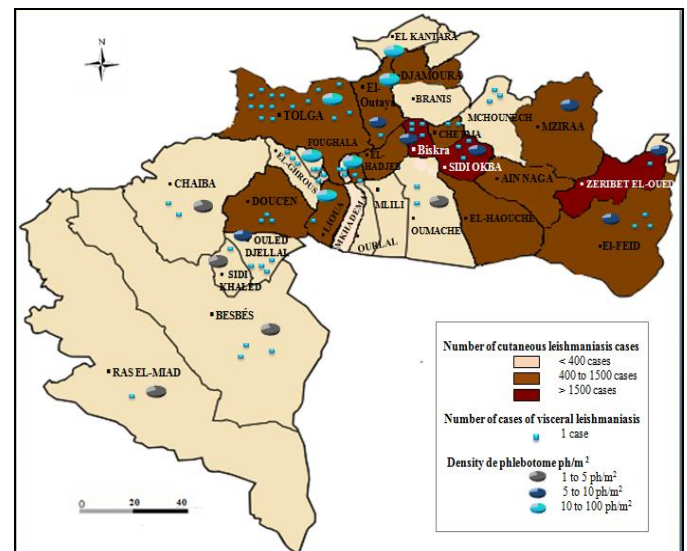 N
EL KANTARA
DJAMOURA
El-
Outaya
BRANIS
MCHOUNECH
TOLGA
MZIRAA
CHETMA
FOUGHALA
Biskra
EL-
HADJEB
SIDI OKBA
EL-GHROUS
AIN NAGA
ZERIBET EL-OUED
CHAIBA
DOUCEN
LIOUA
MKHADEMA
MLILI
OURLAL
OUMACHE
EL-HAOUCHE
El-FEID
OULED
DJELLAL
SIDI
KHALED
BESBÉS
RAS EL-MIAD
Number of cutaneous leishmaniasis cases
< 400 cases
400 to 1500 cases
> 1500 cases
Number of cases of visceral leishmaniasis
1 case
Density de phlebotome ph/m²
1 to 5 ph/m²
5 to 10 ph/m²
10 to 100 ph/m²
0 20 40